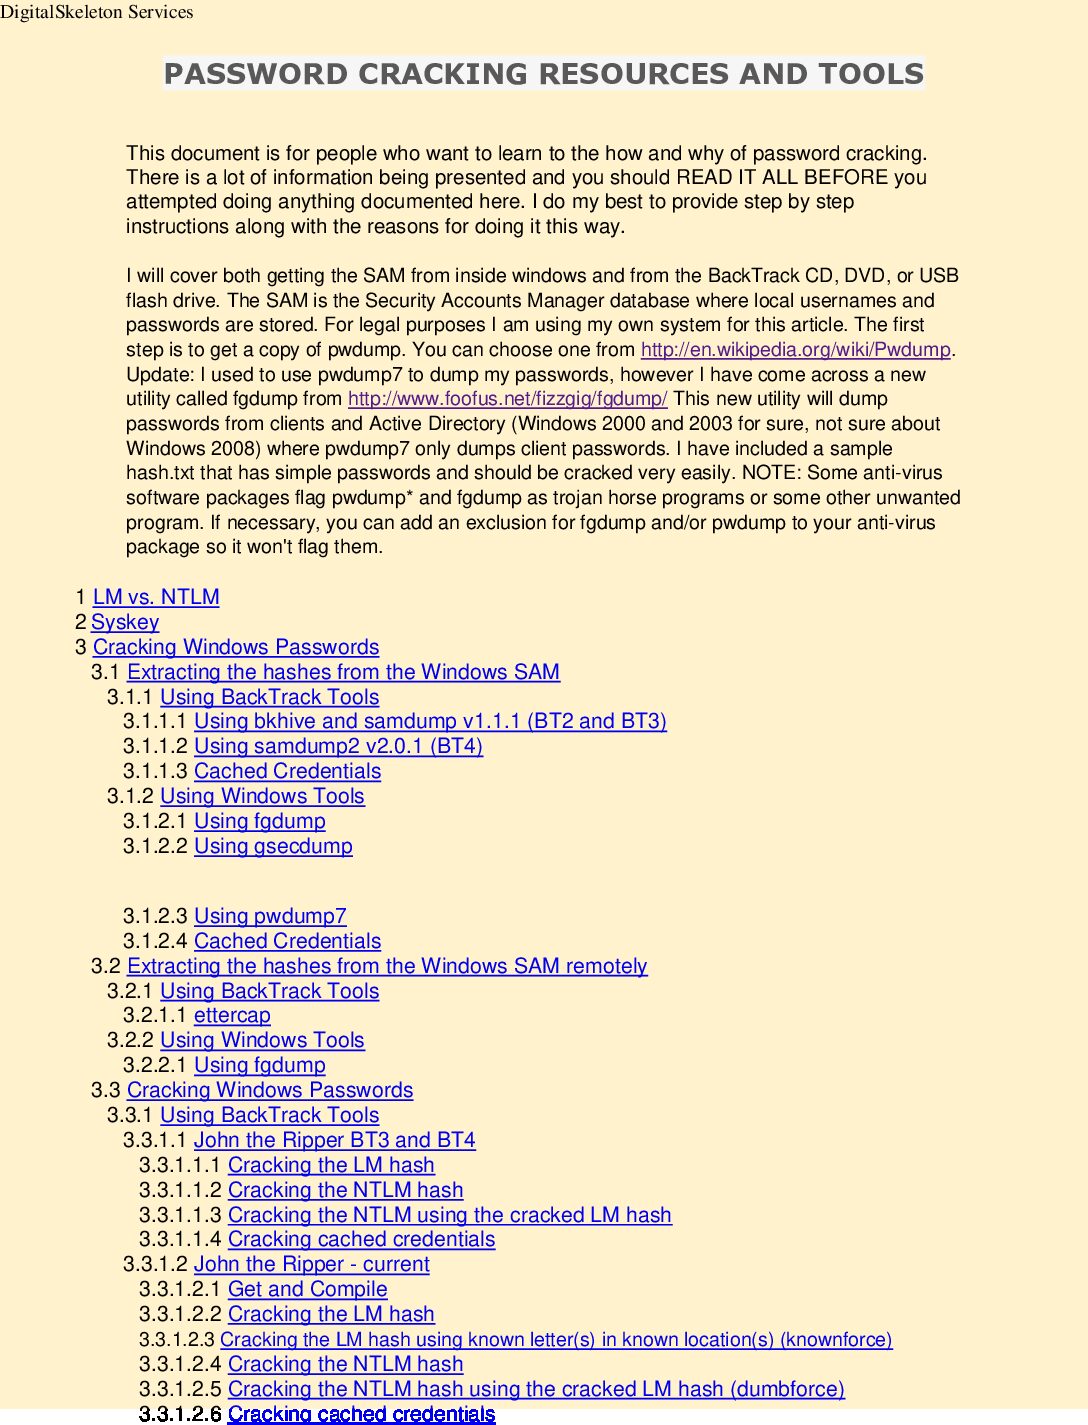 DigitalSkeleton Services
PASSWORD CRACKING RESOURCES AND TOOLS
This document is for people who want to learn to the how and why of password cracking.
There is a lot of information being presented and you should READ IT ALL BEFORE you
attempted doing anything documented here. I do my best to provide step by step
instructions along with the reasons for doing it this way.
I will cover both getting the SAM from inside windows and from the BackTrack CD, DVD, or USB
flash drive. The SAM is the Security Accounts Manager database where local usernames and
passwords are stored. For legal purposes I am using my own system for this article. The first
step is to get a copy of pwdump. You can choose one from http://en.wikipedia.org/wiki/Pwdump.
Update: I used to use pwdump7 to dump my passwords, however I have come across a new
utility called fgdump from http://www.foofus.net/fizzgig/fgdump/ This new utility will dump
passwords from clients and Active Directory (Windows 2000 and 2003 for sure, not sure about
Windows 2008) where pwdump7 only dumps client passwords. I have included a sample
hash.txt that has simple passwords and should be cracked very easily. NOTE: Some anti-virus
software packages flag pwdump* and fgdump as trojan horse programs or some other unwanted
program. If necessary, you can add an exclusion for fgdump and/or pwdump to your anti-virus
package so it won't flag them.
1 LM vs. NTLM
2 Syskey
3 Cracking Windows Passwords
3.1 Extracting the hashes from the Windows SAM
3.1.1 Using BackTrack Tools
3.1.1.1 Using bkhive and samdump v1.1.1 (BT2 and BT3)
3.1.1.2 Using samdump2 v2.0.1 (BT4)
3.1.1.3 Cached Credentials
3.1.2 Using Windows Tools
3.1.2.1 Using fgdump
3.1.2.2 Using gsecdump
3.1.2.3 Using pwdump7
3.1.2.4 Cached Credentials
3.2 Extracting the hashes from the Windows SAM remotely
3.2.1 Using BackTrack Tools
3.2.1.1 ettercap
3.2.2 Using Windows Tools
3.2.2.1 Using fgdump
3.3 Cracking Windows Passwords
3.3.1 Using BackTrack Tools
3.3.1.1 John the Ripper BT3 and BT4
3.3.1.1.1 Cracking the LM hash
3.3.1.1.2 Cracking the NTLM hash
3.3.1.1.3 Cracking the NTLM using the cracked LM hash
3.3.1.1.4 Cracking cached credentials
3.3.1.2 John the Ripper - current
3.3.1.2.1 Get and Compile
3.3.1.2.2 Cracking the LM hash
3.3.1.2.3 Cracking the LM hash using known letter(s) in known location(s) (knownforce)
3.3.1.2.4 Cracking the NTLM hash
3.3.1.2.5 Cracking the NTLM hash using the cracked LM hash (dumbforce)
3.3.1.2.6 Cracking cached credentials